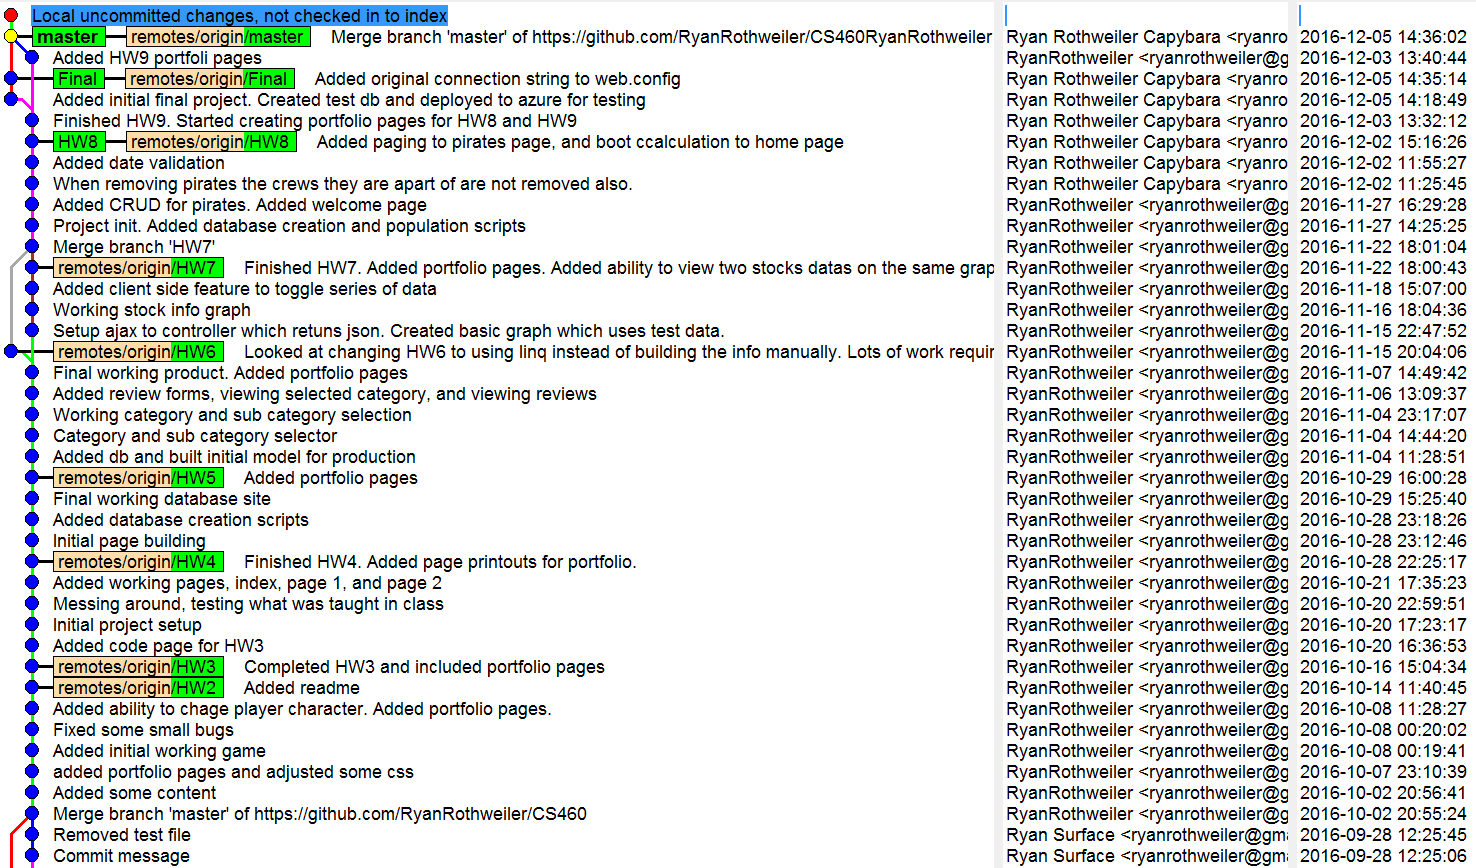 Local uncommitted changes, not checked in to index
master remotes/origin/master Merge branch 'master' of https://github.com/RyanRothweiler/CS460RyanRothweiler Ryan Rothweiler Capybara <ryanro 2016-12-05 14:36:02
Added HW9 portfoli pages RyanRothweiler <ryanrothweiler@g 2016-12-03 13:40:44
Final remotes/origin/Final Added original connection string to web.config Ryan Rothweiler Capybara <ryanro 2016-12-05 14:35:14
Added initial final project. Created test db and deployed to azure for testing Ryan Rothweiler Capybara <ryanro 2016-12-05 14:18:49
Finished HW9. Started creating portfolio pages for HW8 and HW9 RyanRothweiler <ryanrothweiler@g 2016-12-03 13:32:12
HW8 remotes/origin/HW8 Added paging to pirates page, and boot ccalculation to home page Ryan Rothweiler Capybara <ryanro 2016-12-02 15:16:26
Added date validation Ryan Rothweiler Capybara <ryanro 2016-12-02 11:55:27
When removing pirates the crews they are apart of are not removed also. Ryan Rothweiler Capybara <ryanro 2016-12-02 11:25:45
Added CRUD for pirates. Added welcome page RyanRothweiler <ryanrothweiler@g 2016-11-27 16:29:28
Project init. Added database creation and population scripts RyanRothweiler <ryanrothweiler@g 2016-11-27 14:25:25
Merge branch 'HW7' RyanRothweiler <ryanrothweiler@g 2016-11-22 18:01:04
remotes/origin/HW7 Finished HW7. Added portfolio pages. Added ability to view two stocks datas on the same grap RyanRothweiler <ryanrothweiler@g 2016-11-22 18:00:43
Added client side feature to toggle series of data RyanRothweiler <ryanrothweiler@g 2016-11-18 15:07:00
Working stock info graph RyanRothweiler <ryanrothweiler@g 2016-11-16 18:04:36
Setup ajax to controller which retuns json. Created basic graph which uses test data. RyanRothweiler <ryanrothweiler@g 2016-11-15 22:47:52
remotes/origin/HW6 Looked at changing HW6 to using linq instead of building the info manually. Lots of work requir RyanRothweiler <ryanrothweiler@g 2016-11-15 20:04:06
Final working product. Added portfolio pages RyanRothweiler <ryanrothweiler@g 2016-11-07 14:49:42
Added review forms, viewing selected category, and viewing reviews RyanRothweiler <ryanrothweiler@g 2016-11-06 13:09:37
Working category and sub category selection RyanRothweiler <ryanrothweiler@g 2016-11-04 23:17:07
Category and sub category selector RyanRothweiler <ryanrothweiler@g 2016-11-04 14:44:20
Added db and built initial model for production RyanRothweiler <ryanrothweiler@g 2016-11-04 11:28:51
remotes/origin/HW5 Added portfolio pages RyanRothweiler <ryanrothweiler@g 2016-10-29 16:00:28
Final working database site RyanRothweiler <ryanrothweiler@g 2016-10-29 15:25:40
Added database creation scripts RyanRothweiler <ryanrothweiler@g 2016-10-28 23:18:26
Initial page building RyanRothweiler <ryanrothweiler@g 2016-10-28 23:12:46
remotes/origin/HW4 Finished HW4. Added page printouts for portfolio. RyanRothweiler <ryanrothweiler@g 2016-10-28 22:25:17
Added working pages, index, page 1, and page 2 RyanRothweiler <ryanrothweiler@g 2016-10-21 17:35:23
Messing around, testing what was taught in class RyanRothweiler <ryanrothweiler@g 2016-10-20 22:59:51
Initial project setup RyanRothweiler <ryanrothweiler@g 2016-10-20 17:23:17
Added code page for HW3 RyanRothweiler <ryanrothweiler@g 2016-10-20 16:36:53
remotes/origin/HW3 Completed HW3 and included portfolio pages RyanRothweiler <ryanrothweiler@g 2016-10-16 15:04:34
remotes/origin/HW2 Added readme RyanRothweiler <ryanrothweiler@g 2016-10-14 11:40:45
Added ability to chage player character. Added portfolio pages. RyanRothweiler <ryanrothweiler@g 2016-10-08 11:28:27
Fixed some small bugs RyanRothweiler <ryanrothweiler@g 2016-10-08 00:20:02
Added initial working game RyanRothweiler <ryanrothweiler@g 2016-10-08 00:19:41
added portfolio pages and adjusted some css RyanRothweiler <ryanrothweiler@g 2016-10-07 23:10:39
Added some content RyanRothweiler <ryanrothweiler@g 2016-10-02 20:56:41
Merge branch 'master' of https://github.com/RyanRothweiler/CS460 RyanRothweiler <ryanrothweiler@g 2016-10-02 20:55:24
Removed test file Ryan Surface <ryanrothweiler@gm 2016-09-28 12:25:45
Commit message Ryan Surface <ryanrothweiler@gm 2016-09-28 12:25:06